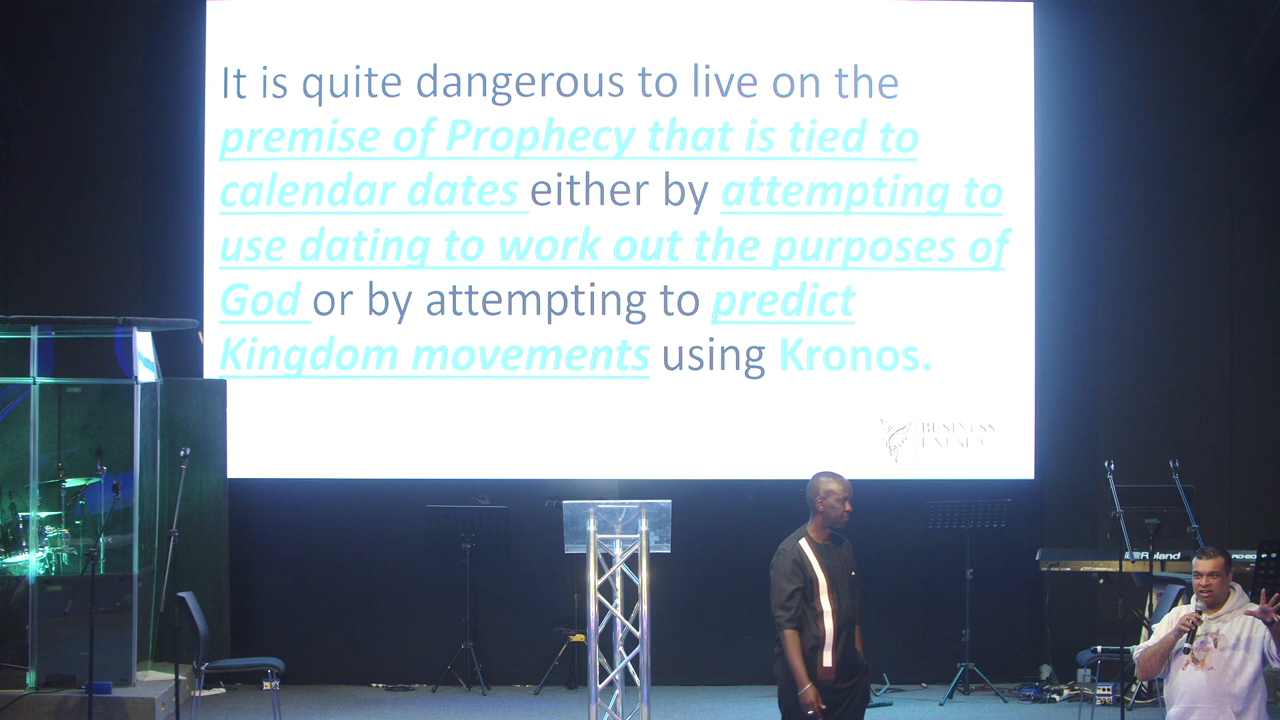 It is quite dangerous to live on the
premise of Prophecy that is tied to
calendar dates either by attempting to
use dating to work out the purposes of
God or by attempting to predict
Kingdom movements using Kronos.
BUSINESS
Roland